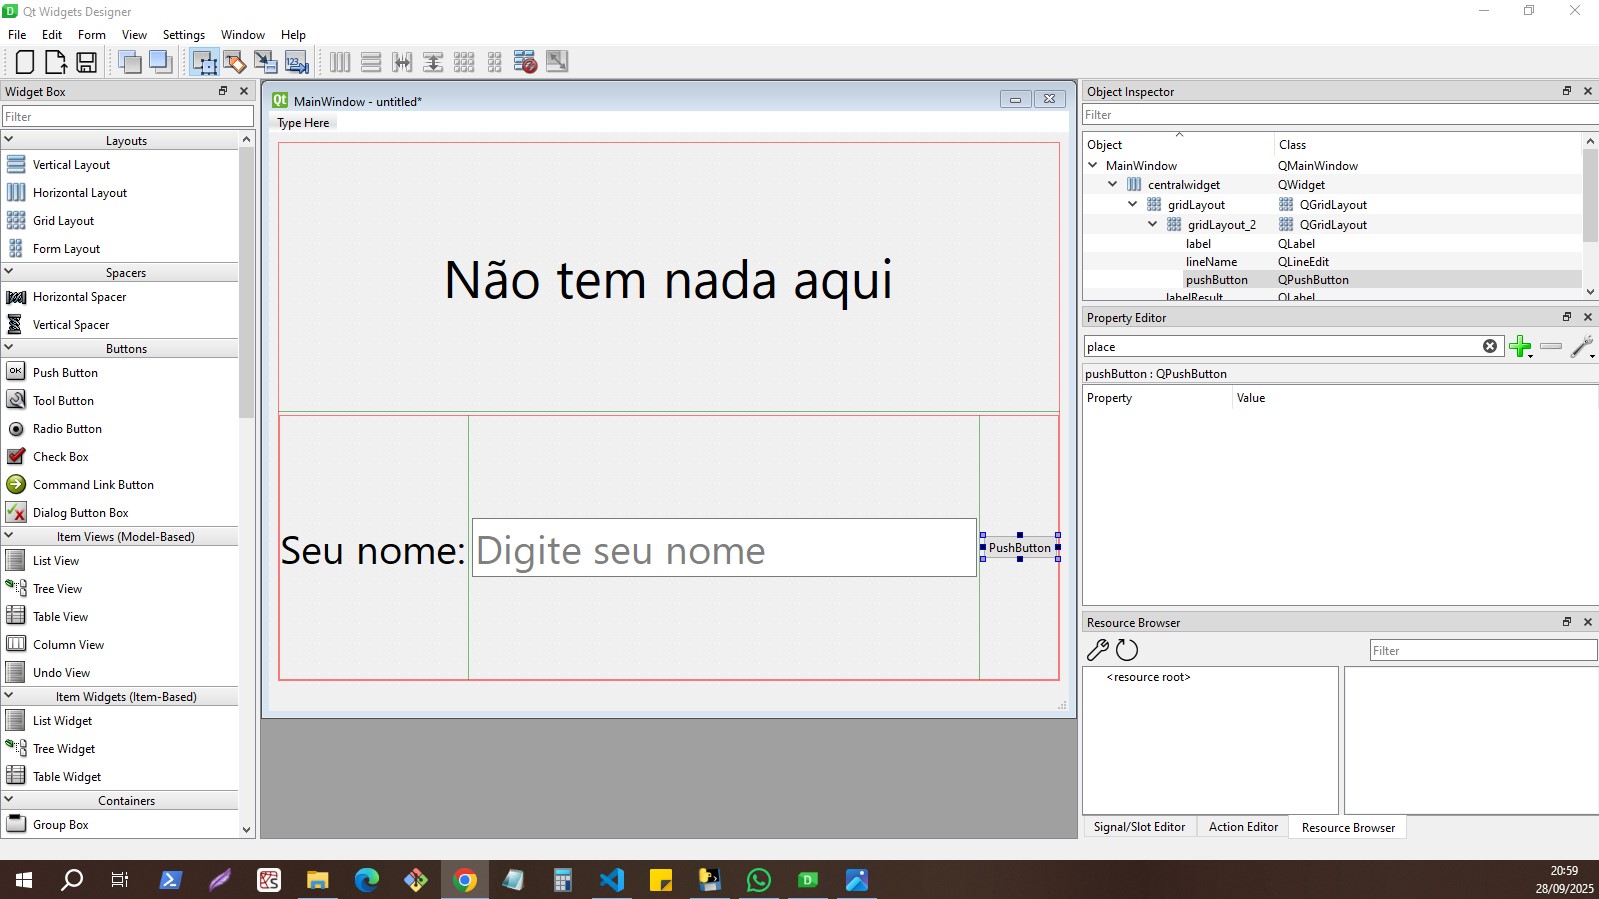 Qt Widgets Designer
File Edit Form View Settings Window Help
Widget Box
Filter
Layouts
Vertical Layout
Horizontal Layout
Grid Layout
Form Layout
Spacers
Horizontal Spacer
Vertical Spacer
Buttons
Push Button
Tool Button
Radio Button
Check Box
Command Link Button
Dialog Button Box
Item Views (Model-Based)
List View
Tree View
Table View
Column View
Undo View
Item Widgets (Item-Based)
List Widget
Tree Widget
Table Widget
Containers
Group Box
MainWindow - untitled*
Type Here
Não tem nada aqui
Seu nome: Digite seu nome PushButton
Object Inspector
Filter
Object Class
MainWindow QMainWindow
centralwidget QWidget
gridLayout QGridLayout
gridLayout_2 QGridLayout
label QLabel
lineName QLineEdit
pushButton QPushButton
labelResult QLabel
Property Editor
place
pushButton : QPushButton
Property Value
Resource Browser
Filter
<resource root>
Signal/Slot Editor Action Editor Resource Browser
20:59
28/09/2025